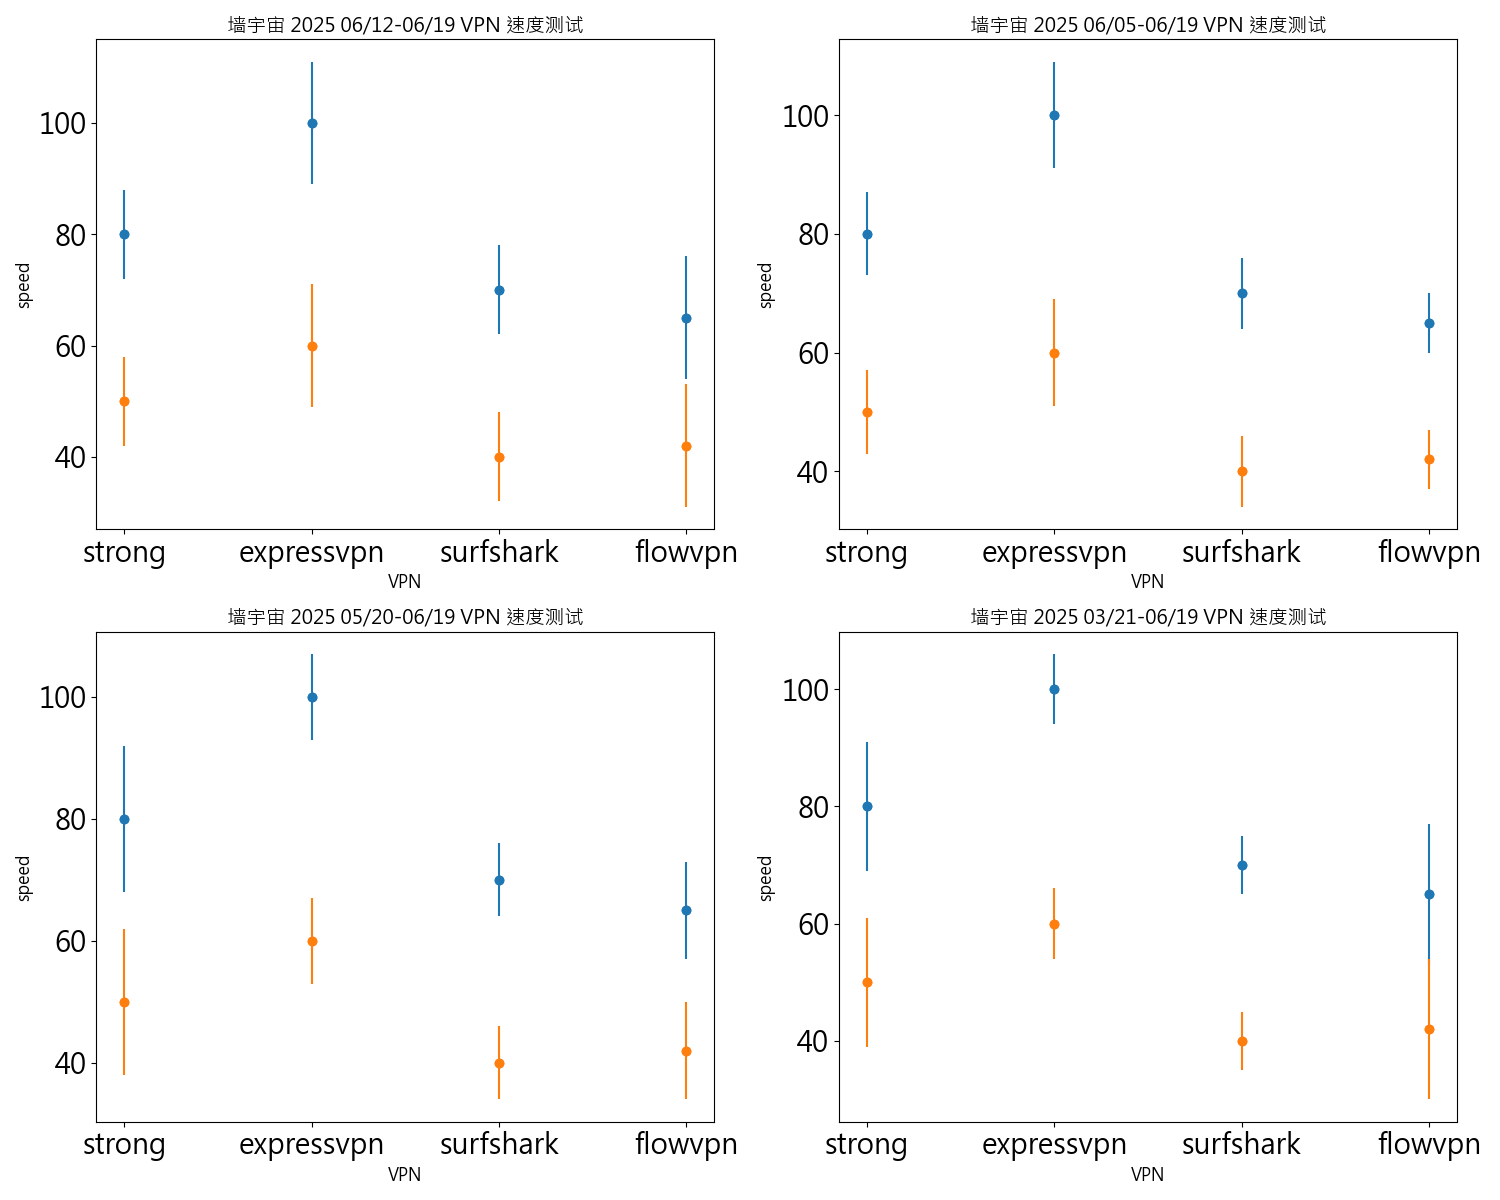 墙宇宙 2025 06/12-06/19 VPN 速度测试
speed
100
80
60
40
strong expressvpn surfshark flowvpn
VPN
墙宇宙 2025 06/05-06/19 VPN 速度测试
speed
100
80
60
40
strong expressvpn surfshark flowvpn
VPN
墙宇宙 2025 05/20-06/19 VPN 速度测试
speed
100
80
60
40
strong expressvpn surfshark flowvpn
VPN
墙宇宙 2025 03/21-06/19 VPN 速度测试
speed
100
80
60
40
strong expressvpn surfshark flowvpn
VPN